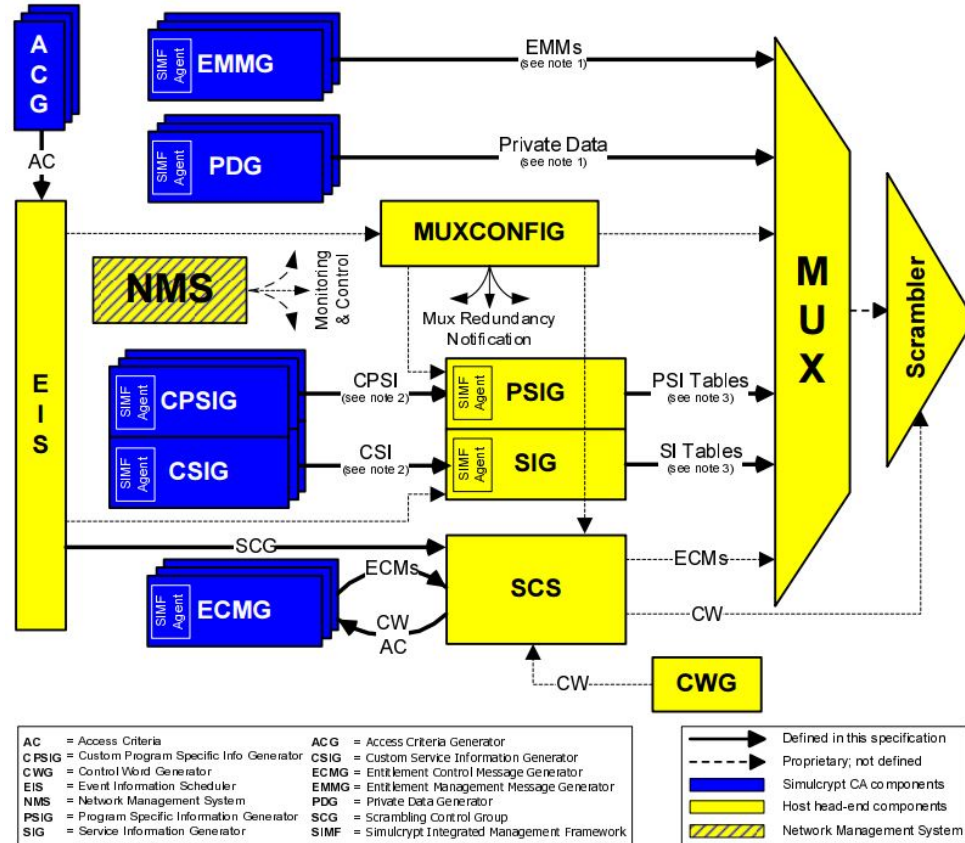 A
C
G
AC
SIMF
Agent
EMMG
EMMs
(see note 1)
SIMF
Agent
PDG
Private Data
(see note 1)
MUXCONFIG
NMS
Monitoring
& Control
Mux Redundancy
Notification
E
I
S
M
U
X
Scrambler
SIMF
Agent
CPSIG
CPSI
(see note 2)
SIMF
Agent
PSIG
PSI Tables
(see note 3)
SIMF
Agent
CSIG
CSI
(see note 2)
SIMF
Agent
SIG
SI Tables
(see note 3)
SCG
SIMF
Agent
ECMG
ECMs
CW
AC
SCS
ECMs
CW
CW
CWG
AC = Access Criteria
CPSIG = Custom Program Specific Info Generator
CWG = Control Word Generator
EIS = Event Information Scheduler
NMS = Network Management System
PSIG = Program Specific Information Generator
SIG = Service Information Generator
ACG = Access Criteria Generator
CSIG = Custom Service Information Generator
ECMG = Entitlement Control Message Generator
EMMG = Entitlement Management Message Generator
PDG = Private Data Generator
SCG = Scrambling Control Group
SIMF = Simulcrypt Integrated Management Framework
Defined in this specification
Proprietary; not defined
Simulcrypt CA components
Host head-end components
Network Management System